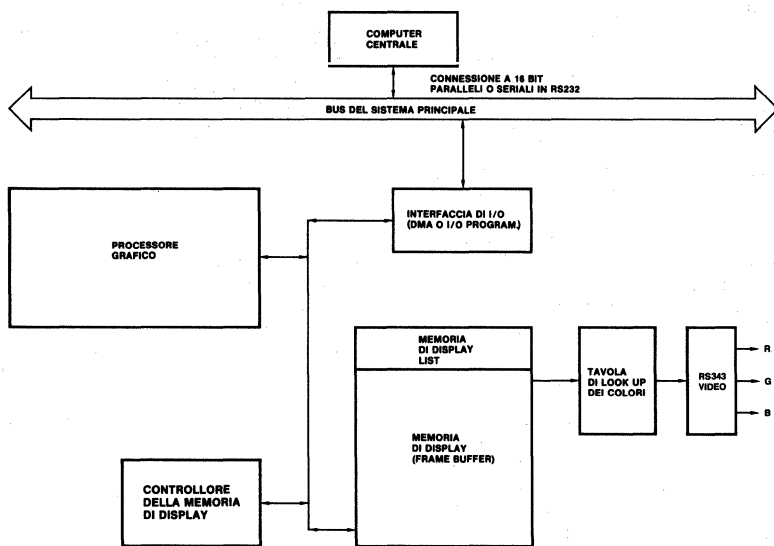 COMPUTER
CENTRALE
CONNESSIONE A 16 BIT
PARALLELI O SERIALI IN RS232
BUS DEL SISTEMA PRINCIPALE
INTERFACCIA DI I/O
(DMA O I/O PROGRAM.)
PROCESSORE
GRAFICO
MEMORIA
DI DISPLAY
LIST
TAVOLA
DI LOOK UP
DEI COLORI
RS343
VIDEO
R
G
B
MEMORIA
DI DISPLAY
(FRAME BUFFER)
CONTROLLORE
DELLA MEMORIA
DI DISPLAY